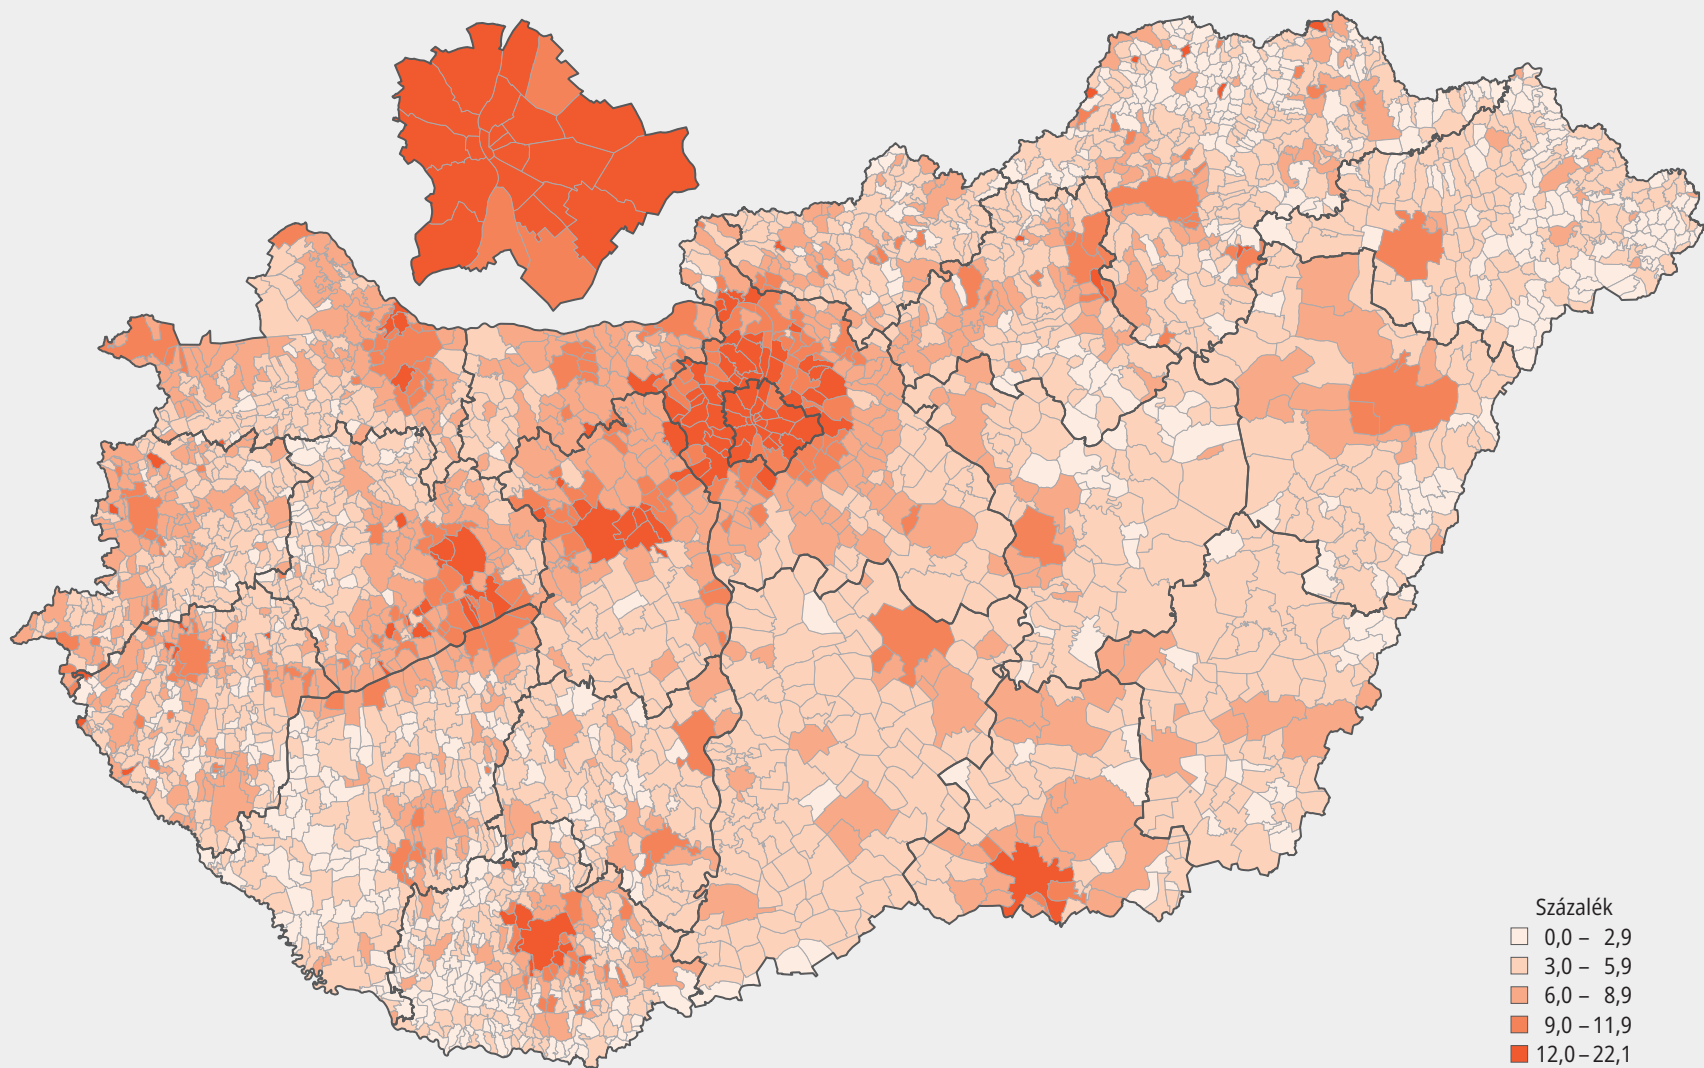 Százalék
0,0 – 2,9
3,0 – 5,9
6,0 – 8,9
9,0 – 11,9
12,0 – 22,1